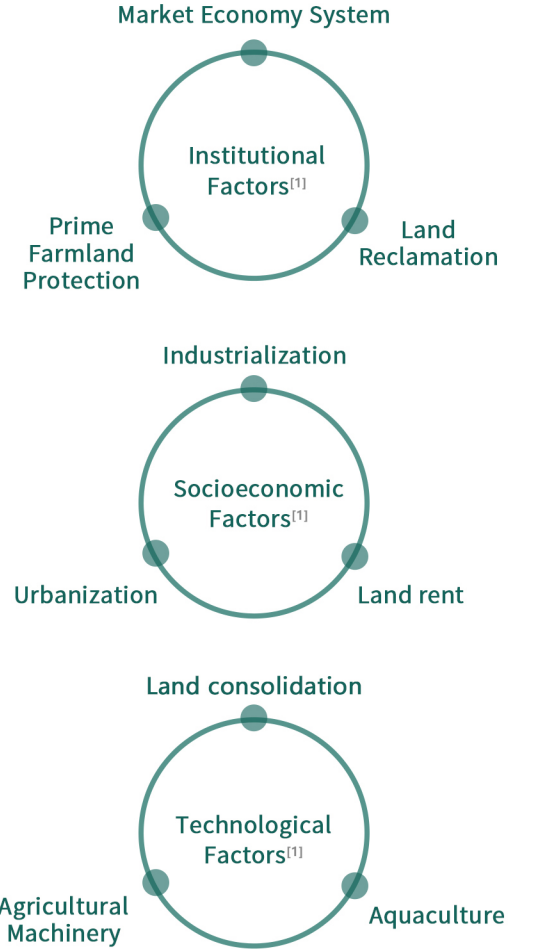 Market Economy System
Institutional
Factors[1]
Prime
Farmland
Protection
Land
Reclamation
Industrialization
Socioeconomic
Factors[1]
Urbanization
Land rent
Land consolidation
Technological
Factors[1]
Agricultural
Machinery
Aquaculture